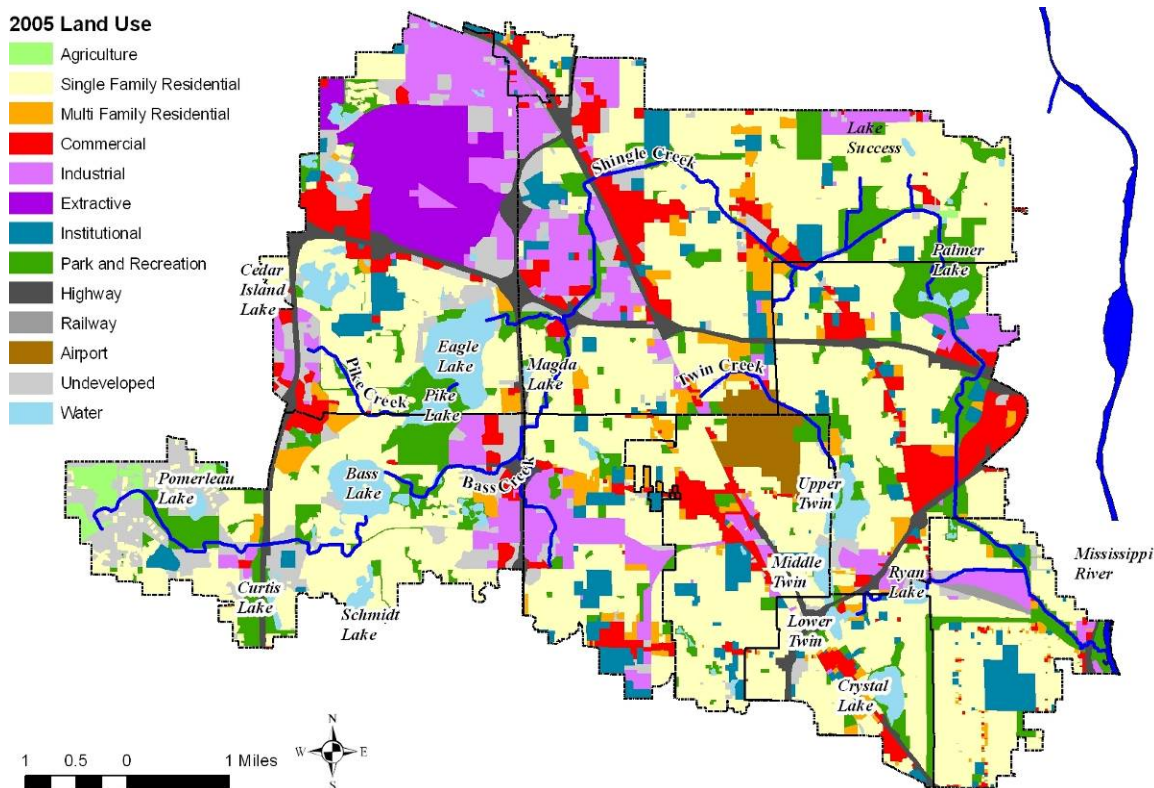 2005 Land Use
Agriculture
Single Family Residential
Multi Family Residential
Commercial
Industrial
Extractive
Institutional
Park and Recreation
Highway
Railway
Airport
Undeveloped
Water
Lake
Success
Shingle Creek
Palmer
Lake
Cedar
Island
Lake
Eagle
Lake
Magda
Lake
Pike Creek
Pike
Lake
Twin Creek
Bass
Lake
Bass Creek
Pomerleau
Lake
Upper
Twin
Middle
Twin
Ryan
Lake
Mississippi
River
Curtis
Lake
Schmidt
Lake
Lower
Twin
Crystal
Lake
N
W E
S
1 0.5 0 1 Miles